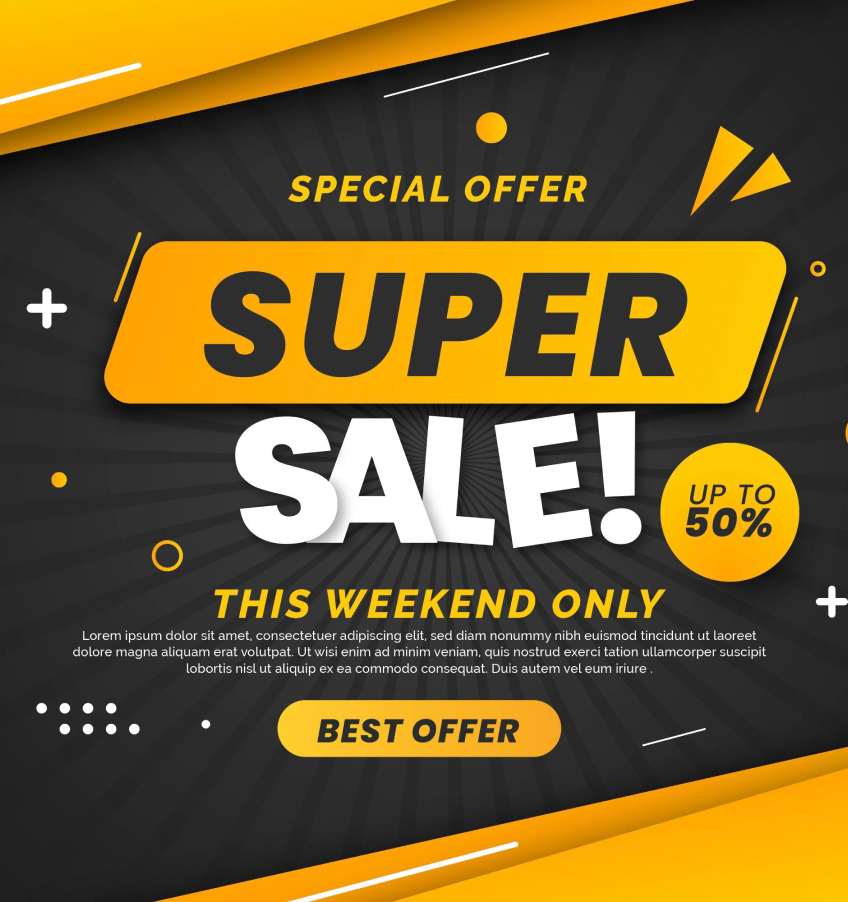 SPECIAL OFFER
SUPER
SALE!
UP TO
50%
THIS WEEKEND ONLY
Lorem ipsum dolor sit amet, consectetuer adipiscing elit, sed diam nonummy nibh euismod tincidunt ut laoreet
dolore magna aliquam erat volutpat. Ut wisi enim ad minim veniam, quis nostrud exerci tation ullamcorper suscipit
lobortis nisl ut aliquip ex ea commodo consequat. Duis autem vel eum iriure .
BEST OFFER